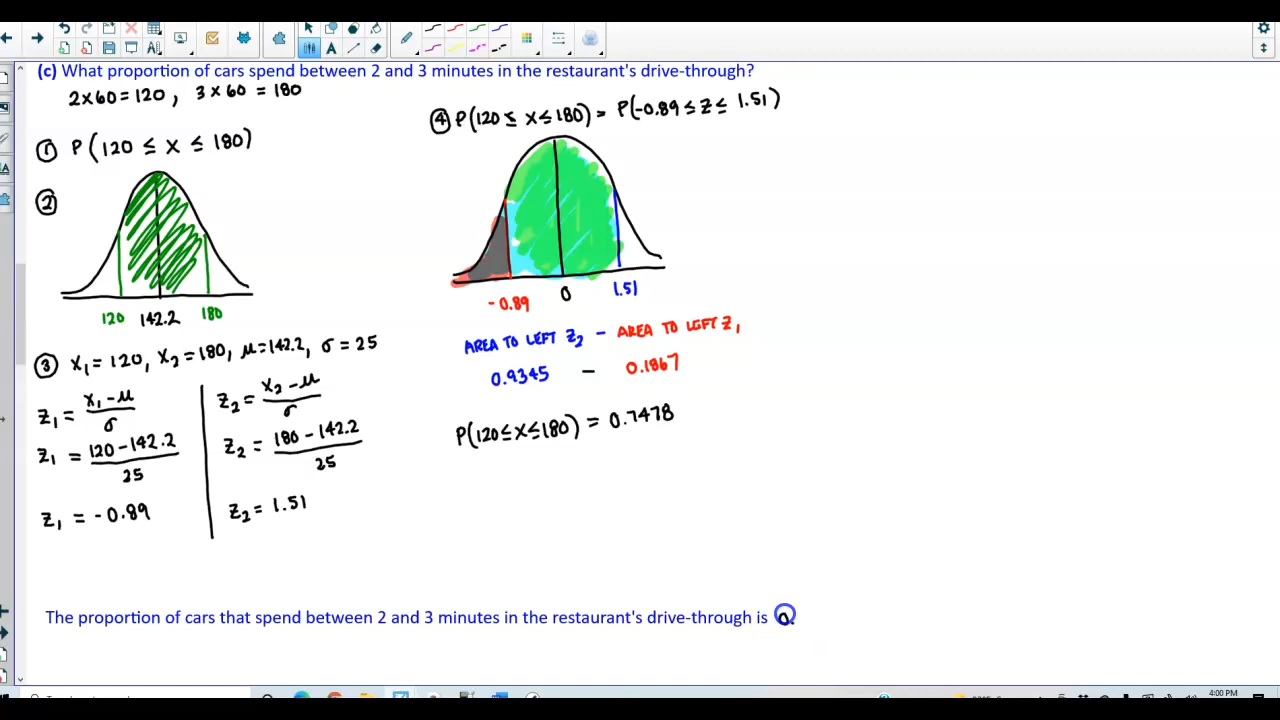 (c) What proportion of cars spend between 2 and 3 minutes in the restaurant's drive-through?
2 x 60 = 120, 3 x 60 = 180
① P(120 ≤ x ≤ 180)
②
120 142.2 180
③ x₁ = 120, x₂ = 180, μ = 142.2, σ = 25
z₁ = (x₁ - μ)/σ
z₁ = (120 - 142.2)/25
z₁ = -0.89
z₂ = (x₂ - μ)/σ
z₂ = (180 - 142.2)/25
z₂ = 1.51
④ P(120 ≤ x ≤ 180) = P(-0.89 ≤ z ≤ 1.51)
-0.89 0 1.51
AREA TO LEFT z₂ - AREA TO LEFT z₁
0.9345 - 0.1867
P(120 ≤ x ≤ 180) = 0.7478
The proportion of cars that spend between 2 and 3 minutes in the restaurant's drive-through is 0.
4:00 PM